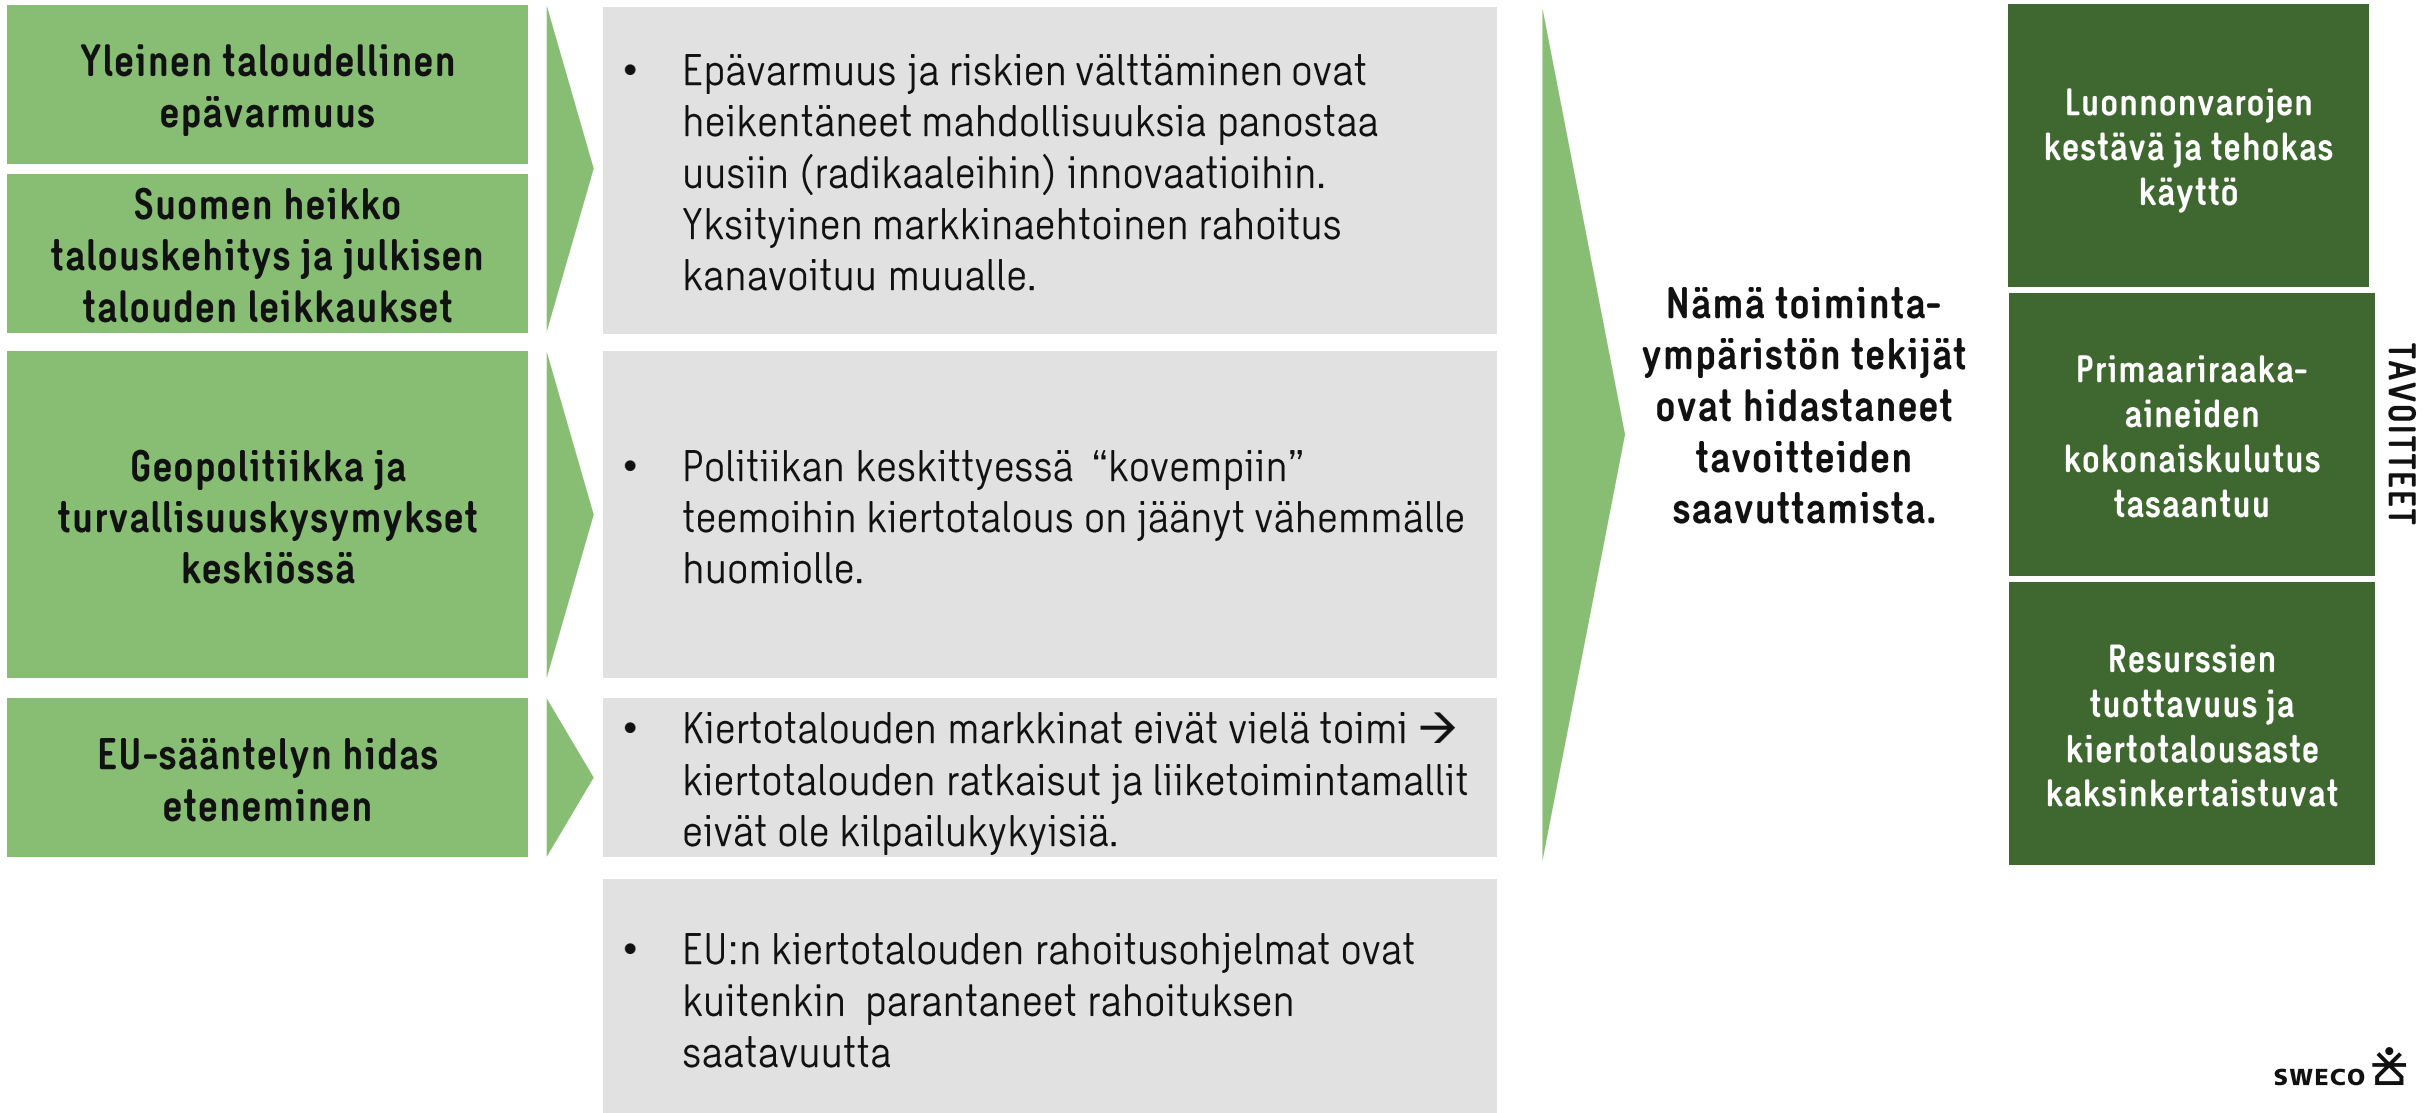 Yleinen taloudellinen
epävarmuus
Suomen heikko
talouskehitys ja julkisen
talouden leikkaukset
• Epävarmuus ja riskien välttäminen ovat
heikentäneet mahdollisuuksia panostaa
uusiin (radikaaleihin) innovaatioihin.
Yksityinen markkinaehtoinen rahoitus
kanavoituu muualle.
Geopolitiikka ja
turvallisuuskysymykset
keskiössä
• Politiikan keskittyessä “kovempiin”
teemoihin kiertotalous on jäänyt vähemmälle
huomiolle.
EU-sääntelyn hidas
eteneminen
• Kiertotalouden markkinat eivät vielä toimi →
kiertotalouden ratkaisut ja liiketoimintamallit
eivät ole kilpailukykyisiä.
• EU:n kiertotalouden rahoitusohjelmat ovat
kuitenkin parantaneet rahoituksen
saatavuutta
Nämä toiminta-
ympäristön tekijät
ovat hidastaneet
tavoitteiden
saavuttamista.
Luonnonvarojen
kestävä ja tehokas
käyttö
Primaariraaka-
aineiden
kokonaiskulutus
tasaantuu
Resurssien
tuottavuus ja
kiertotalousaste
kaksinkertaistuvat
TAVOITTEET
SWECO